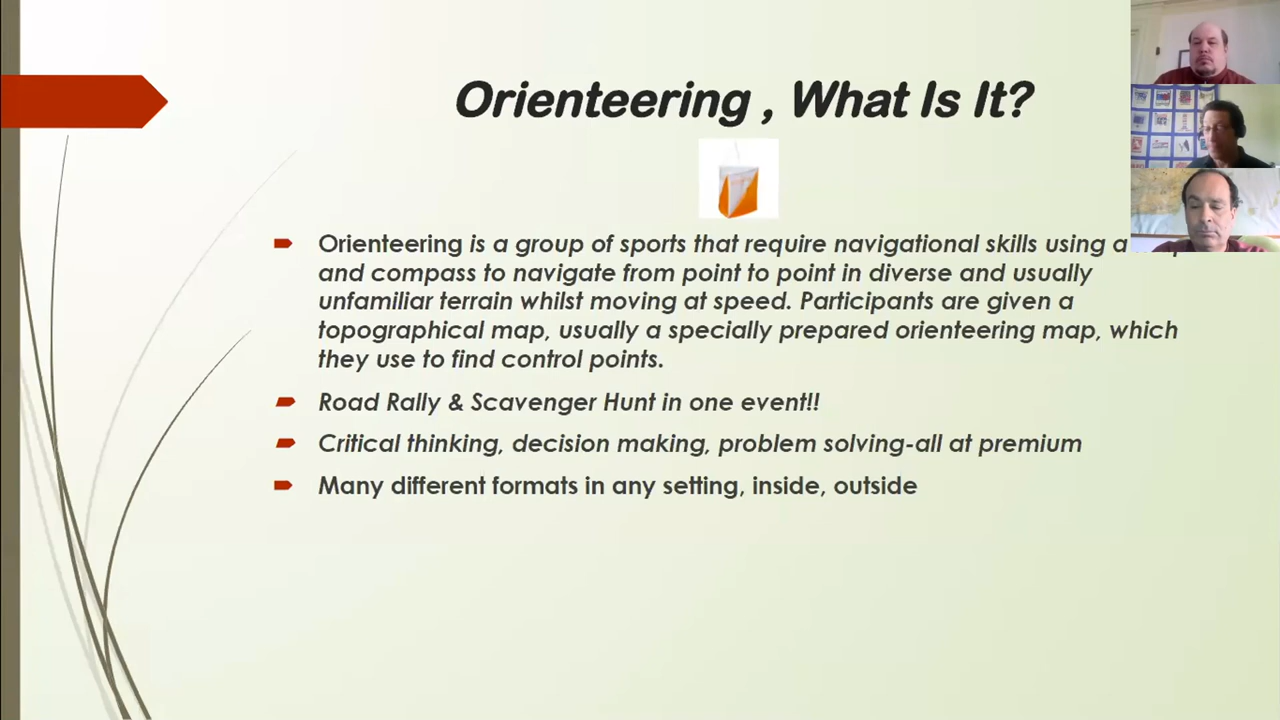 Orienteering , What Is It?
Orienteering is a group of sports that require navigational skills using a
and compass to navigate from point to point in diverse and usually
unfamiliar terrain whilst moving at speed. Participants are given a
topographical map, usually a specially prepared orienteering map, which
they use to find control points.
Road Rally & Scavenger Hunt in one event!!
Critical thinking, decision making, problem solving-all at premium
Many different formats in any setting, inside, outside